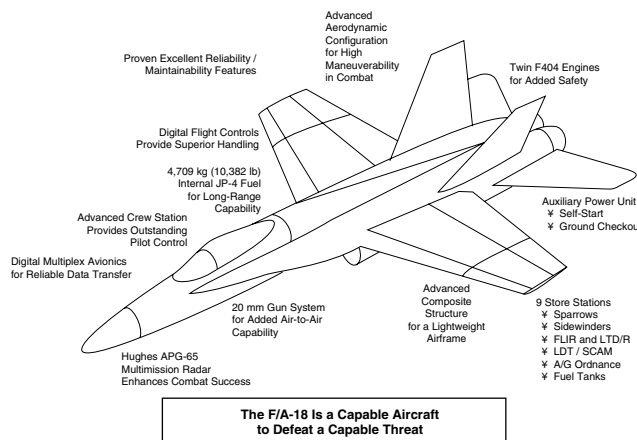 Advanced
Aerodynamic
Configuration
for High
Maneuverability
in Combat
Proven Excellent Reliability /
Maintainability Features
Twin F404 Engines
for Added Safety
Digital Flight Controls
Provide Superior Handling
4,709 kg (10,382 lb)
Internal JP-4 Fuel
for Long-Range
Capability
Auxiliary Power Unit
¥ Self-Start
¥ Ground Checkout
Advanced Crew Station
Provides Outstanding
Pilot Control
Digital Multiplex Avionics
for Reliable Data Transfer
20 mm Gun System
for Added Air-to-Air
Capability
Advanced
Composite
Structure
for a Lightweight
Airframe
9 Store Stations
¥ Sparrows
¥ Sidewinders
¥ FLIR and LTD/R
¥ LDT / SCAM
¥ A/G Ordnance
¥ Fuel Tanks
Hughes APG-65
Multimission Radar
Enhances Combat Success
The F/A-18 Is a Capable Aircraft
to Defeat a Capable Threat